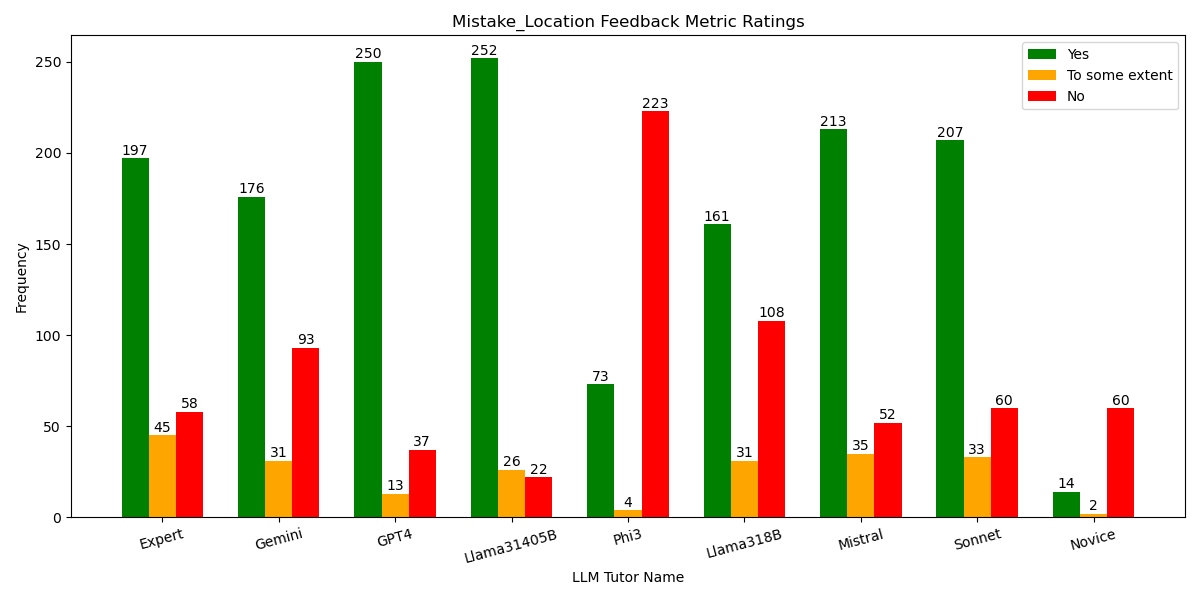 Mistake_Location Feedback Metric Ratings
Yes
To some extent
No
Frequency
250
200
150
100
50
0
197
45
58
176
31
93
250
13
37
252
26
22
73
4
223
161
31
108
213
35
52
207
33
60
14
2
60
Expert
Gemini
GPT4
Llama31405B
Phi3
Llama318B
Mistral
Sonnet
Novice
LLM Tutor Name